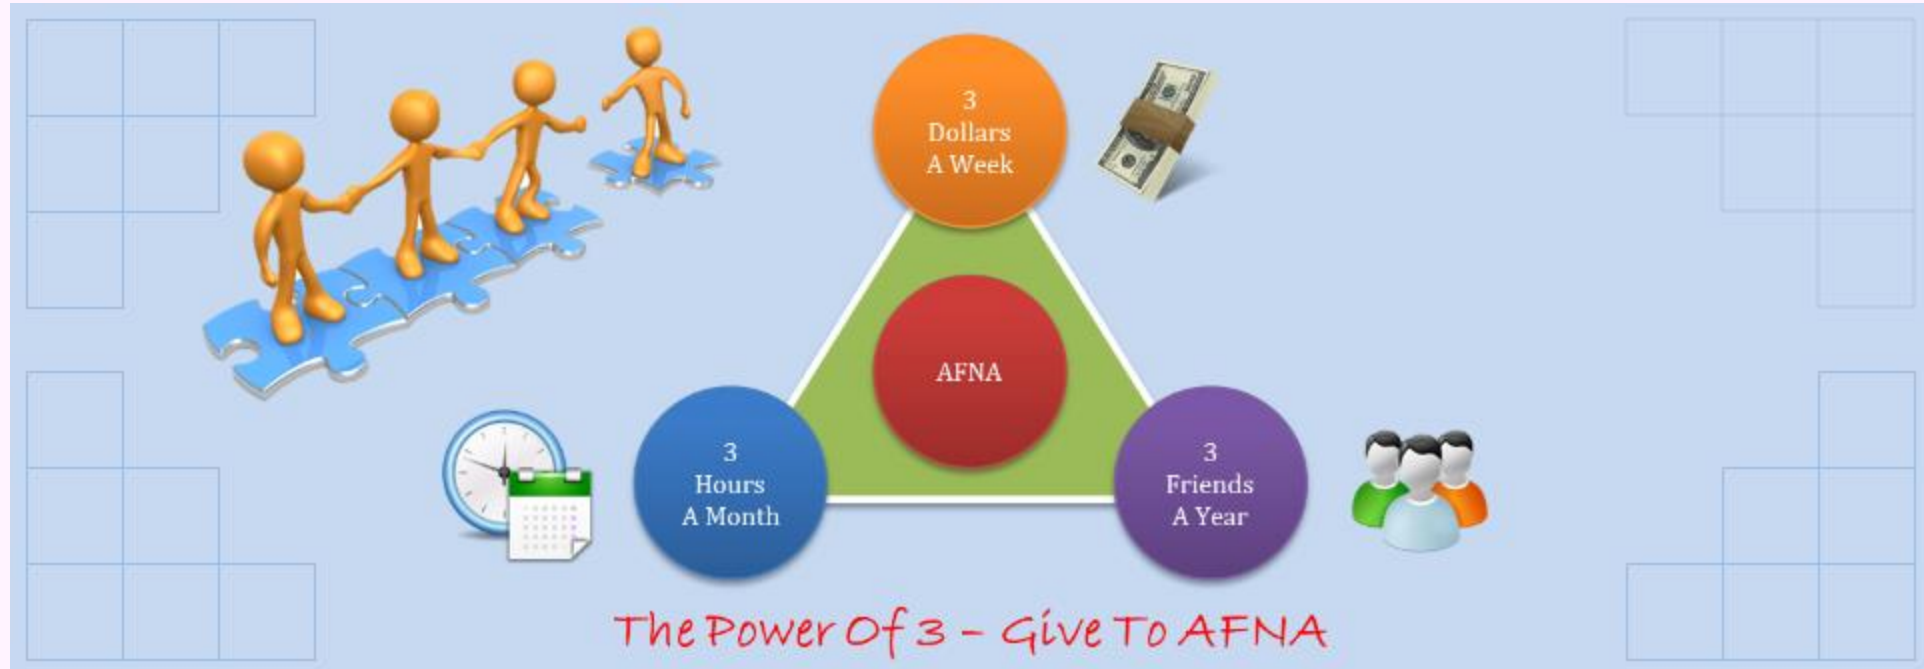 3
Dollars
A Week
AFNA
3
Hours
A Month
3
Friends
A Year
The Power Of 3 - Give To AFNA